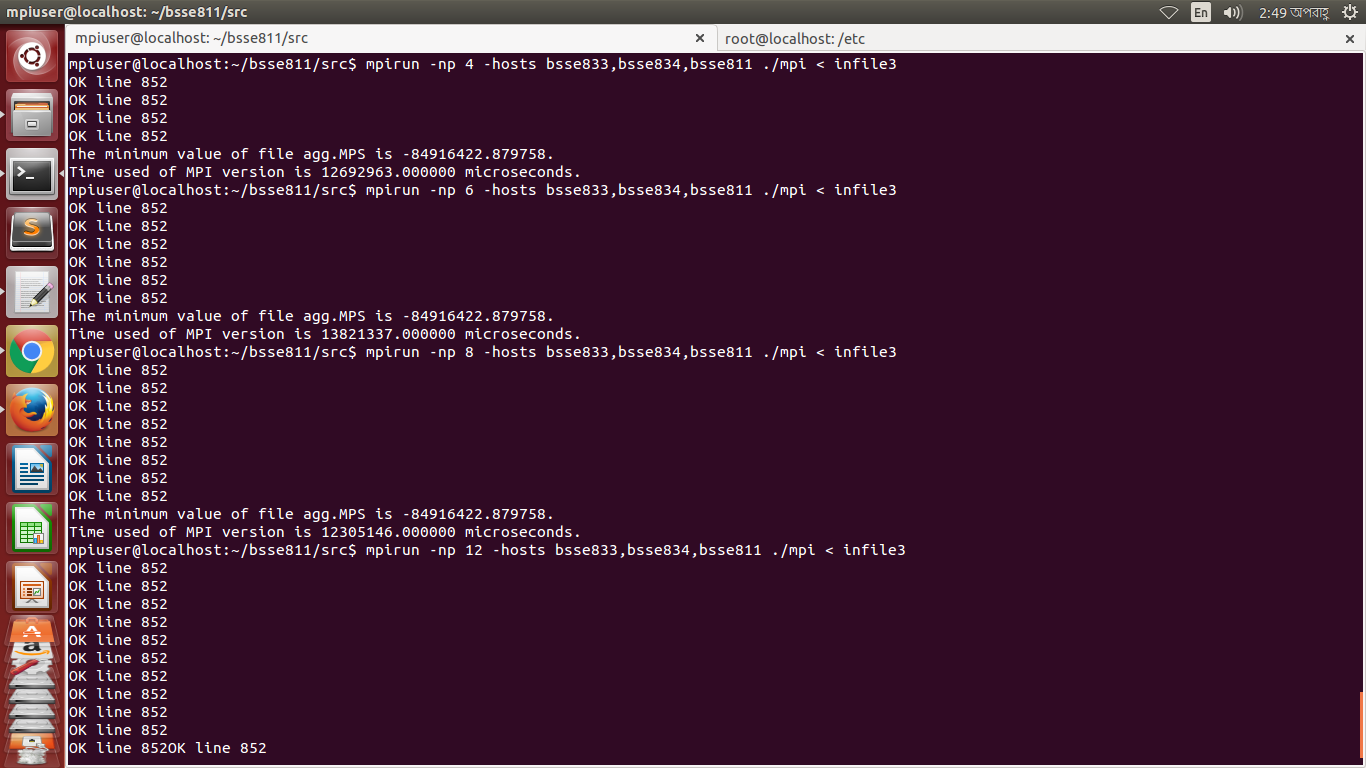 mpiuser@localhost: ~/bsse811/src
En
2:49 অপরাহ্ণ
mpiuser@localhost: ~/bsse811/src
root@localhost: /etc
mpiuser@localhost:~/bsse811/src$ mpirun -np 4 -hosts bsse833,bsse834,bsse811 ./mpi < infile3
OK line 852
OK line 852
OK line 852
OK line 852
The minimum value of file agg.MPS is -84916422.879758.
Time used of MPI version is 12692963.000000 microseconds.
mpiuser@localhost:~/bsse811/src$ mpirun -np 6 -hosts bsse833,bsse834,bsse811 ./mpi < infile3
OK line 852
OK line 852
OK line 852
OK line 852
OK line 852
OK line 852
The minimum value of file agg.MPS is -84916422.879758.
Time used of MPI version is 13821337.000000 microseconds.
mpiuser@localhost:~/bsse811/src$ mpirun -np 8 -hosts bsse833,bsse834,bsse811 ./mpi < infile3
OK line 852
OK line 852
OK line 852
OK line 852
OK line 852
OK line 852
OK line 852
OK line 852
The minimum value of file agg.MPS is -84916422.879758.
Time used of MPI version is 12305146.000000 microseconds.
mpiuser@localhost:~/bsse811/src$ mpirun -np 12 -hosts bsse833,bsse834,bsse811 ./mpi < infile3
OK line 852
OK line 852
OK line 852
OK line 852
OK line 852
OK line 852
OK line 852
OK line 852
OK line 852
OK line 852
OK line 852OK line 852